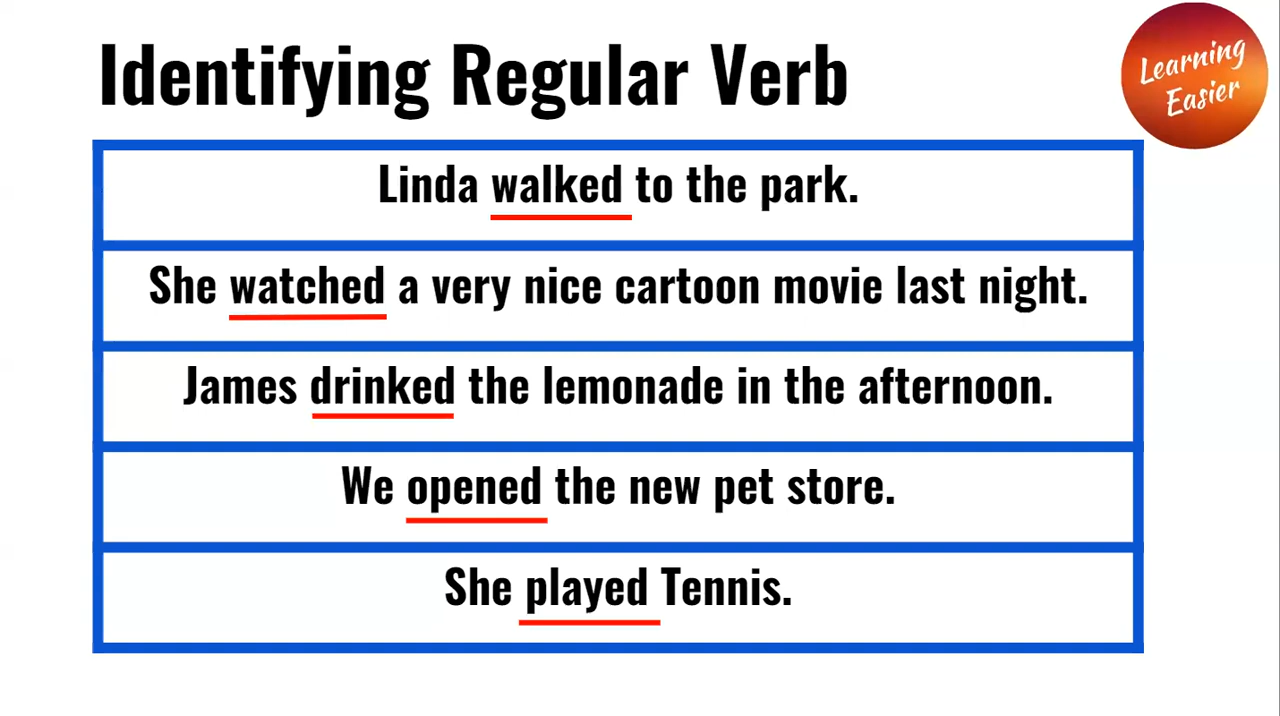 Identifying Regular Verb
Learning
Easier
Linda walked to the park.
She watched a very nice cartoon movie last night.
James drinked the lemonade in the afternoon.
We opened the new pet store.
She played Tennis.